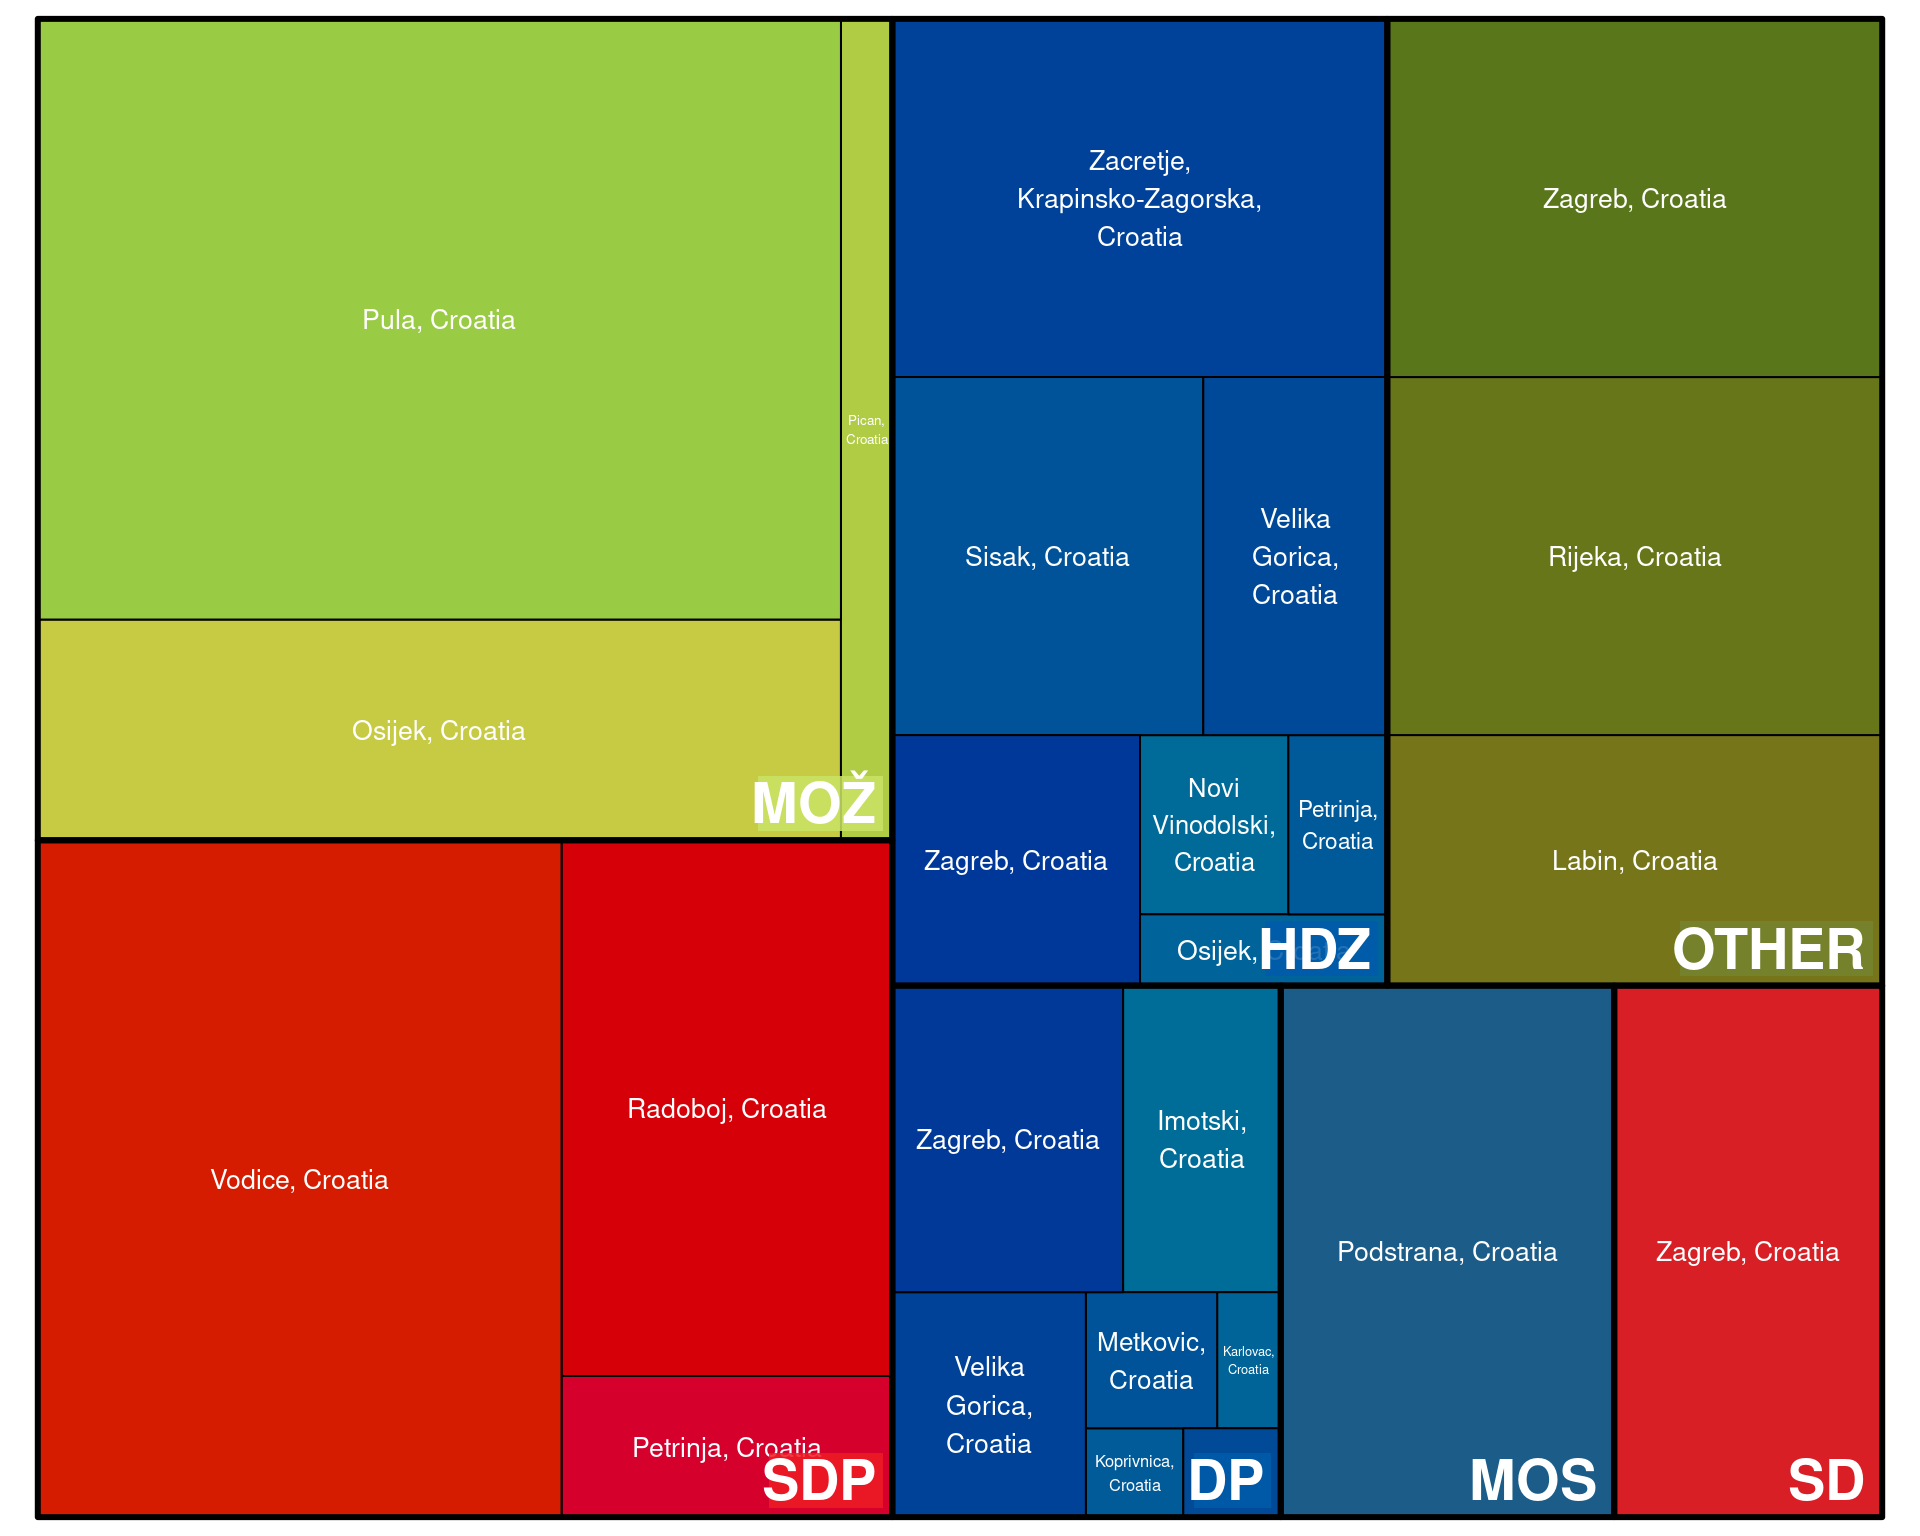 Pula, Croatia
Pican,
Croatia
Osijek, Croatia
MOŽ
Vodice, Croatia
Radoboj, Croatia
Petrinja, Croatia
SDP
Zacretje,
Krapinsko-Zagorska,
Croatia
Sisak, Croatia
Velika
Gorica,
Croatia
Zagreb, Croatia
Novi
Vinodolski,
Croatia
Petrinja,
Croatia
Osijek, Croatia
HDZ
Zagreb, Croatia
Rijeka, Croatia
Labin, Croatia
OTHER
Zagreb, Croatia
Imotski,
Croatia
Velika
Gorica,
Croatia
Metkovic,
Croatia
Karlovac,
Croatia
Koprivnica,
Croatia
DP
Podstrana, Croatia
MOS
Zagreb, Croatia
SD